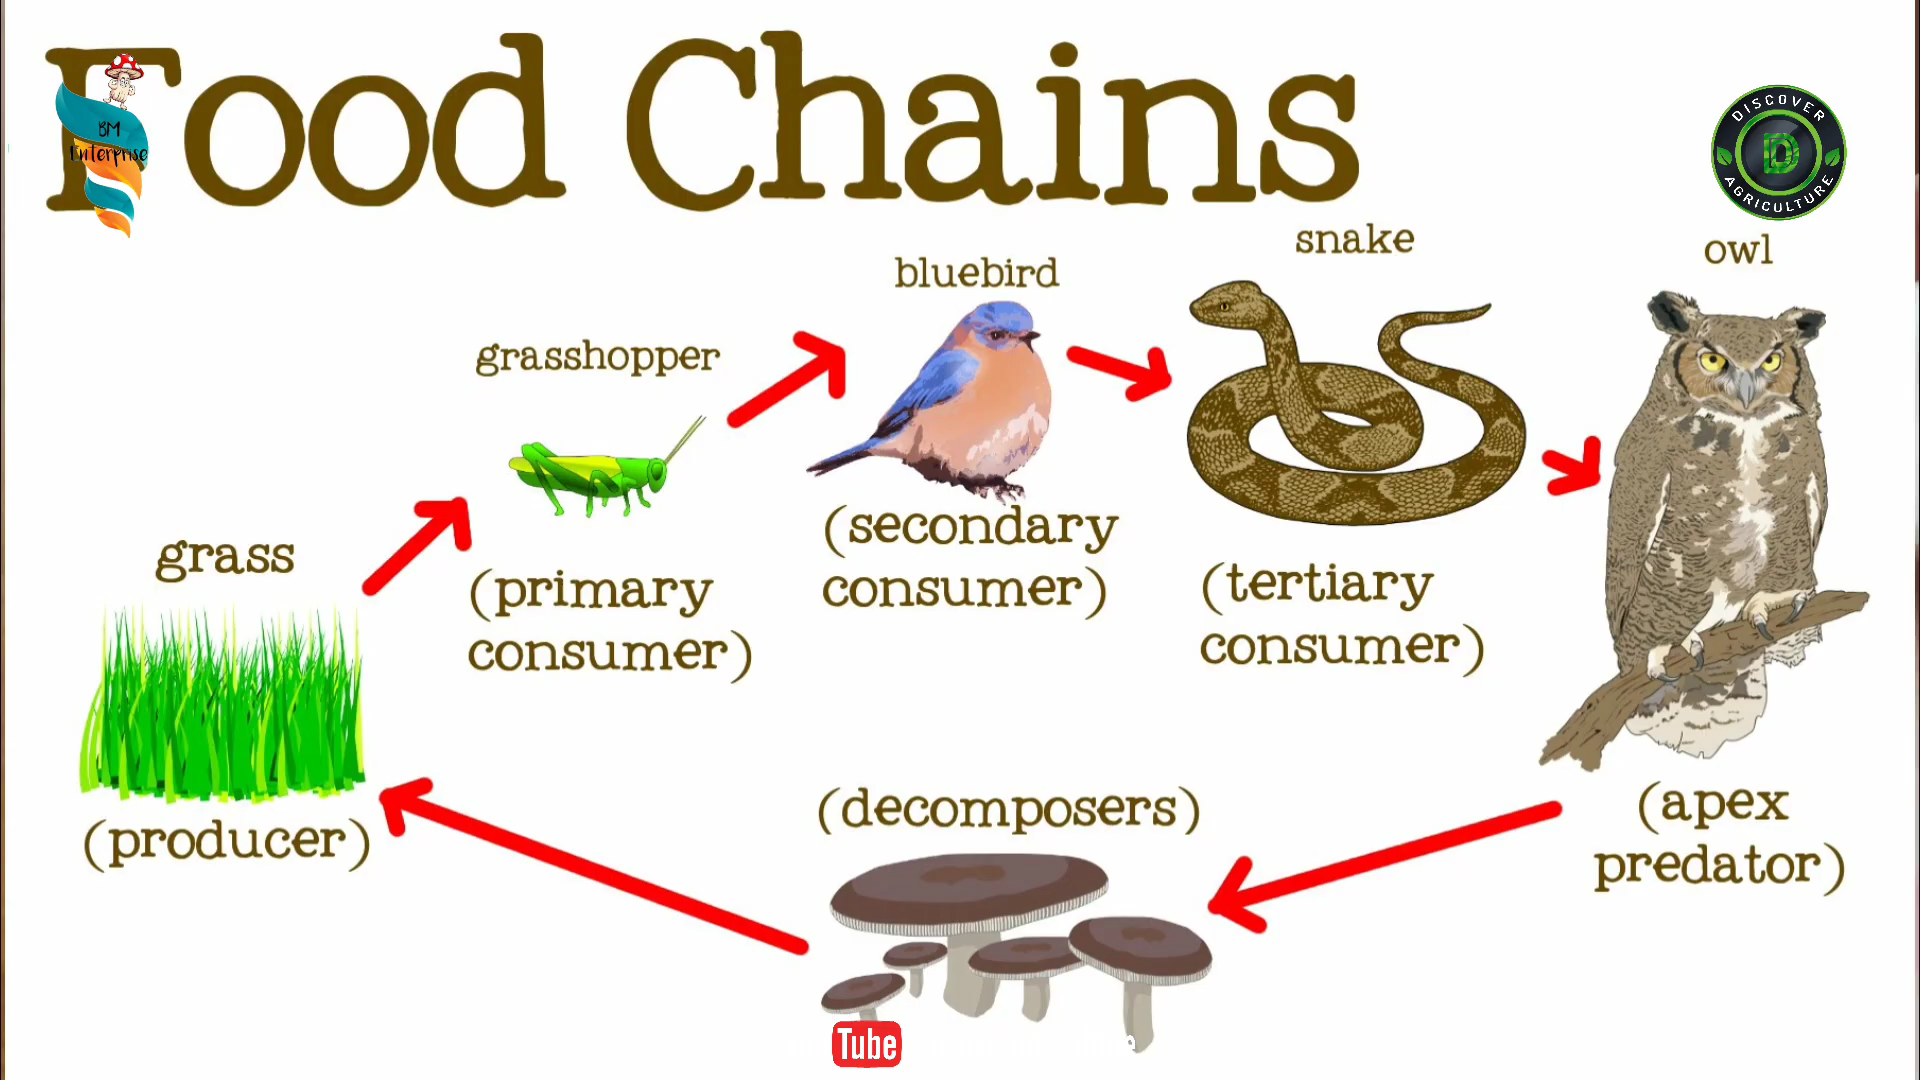 Food Chains
BM
Enterprise
DISCOVER
D
AGRICULTURE
snake
owl
bluebird
grasshopper
grass
(secondary
consumer)
(primary
consumer)
(tertiary
consumer)
(producer)
(decomposers)
(apex
predator)
Tube